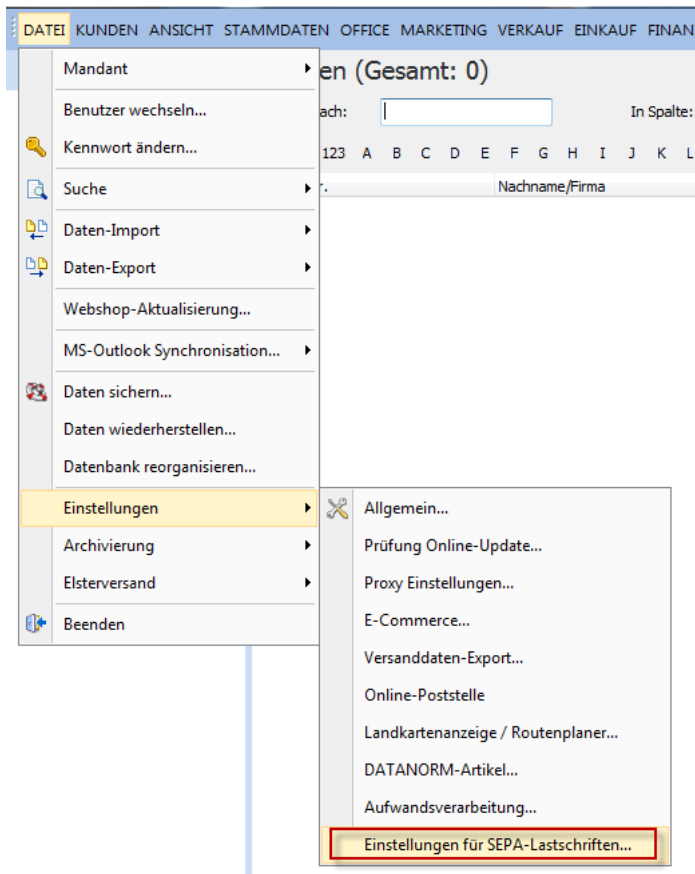 DATEI KUNDEN ANSICHT STAMMDATEN OFFICE MARKETING VERKAUF EINKAUF FINAN
en (Gesamt: 0)
ach: In Spalte:
123 A B C D E F G H I J K L
r. Nachname/Firma
Mandant
Benutzer wechseln...
Kennwort ändern...
Suche
Daten-Import
Daten-Export
Webshop-Aktualisierung...
MS-Outlook Synchronisation...
Daten sichern...
Daten wiederherstellen...
Datenbank reorganisieren...
Einstellungen
Archivierung
Elsterversand
Beenden
Allgemein...
Prüfung Online-Update...
Proxy Einstellungen...
E-Commerce...
Versanddaten-Export...
Online-Poststelle
Landkartenanzeige / Routenplaner...
DATANORM-Artikel...
Aufwandsverarbeitung...
Einstellungen für SEPA-Lastschriften...